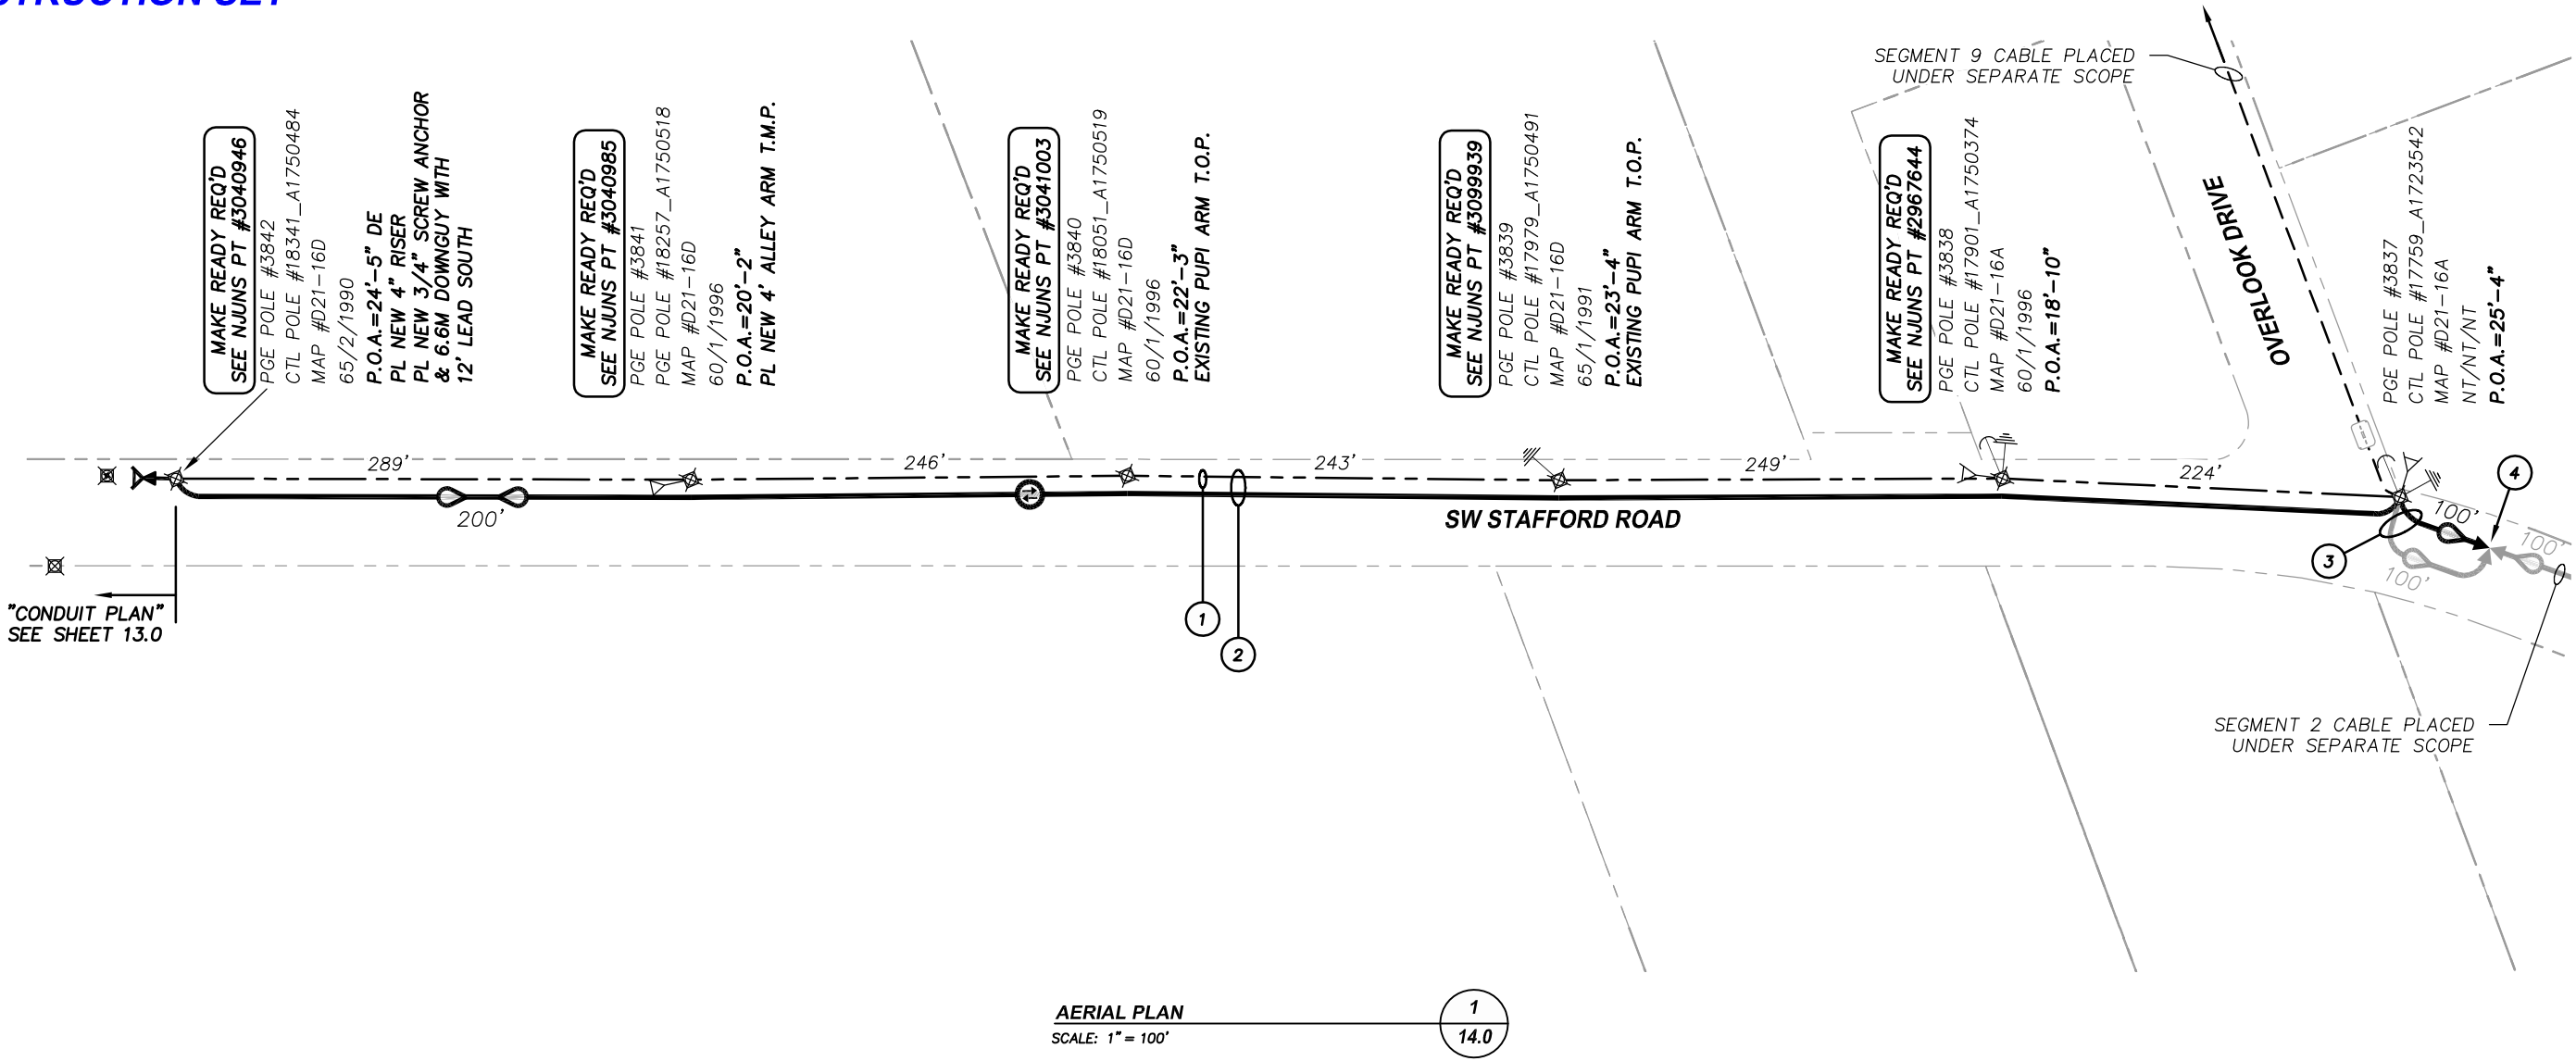 SEGMENT 9 CABLE PLACED
UNDER SEPARATE SCOPE
MAKE READY REQ'D
SEE NJUNS PT #3040946
PGE POLE #3842
CTL POLE #18341_A1750484
MAP #D21-16D
65/2/1990
P.O.A.=24'-5" DE
PL NEW 4" RISER
PL NEW 3/4" SCREW ANCHOR
& 6.6M DOWNGUY WITH
12' LEAD SOUTH
MAKE READY REQ'D
SEE NJUNS PT #3040985
PGE POLE #3841
PGE POLE #18257_A1750518
MAP #D21-16D
60/1/1996
P.O.A.=20'-2"
PL NEW 4' ALLEY ARM T.M.P.
MAKE READY REQ'D
SEE NJUNS PT #3041003
PGE POLE #3840
CTL POLE #18051_A1750519
MAP #D21-16D
60/1/1996
P.O.A.=22'-3"
EXISTING PUPI ARM T.O.P.
MAKE READY REQ'D
SEE NJUNS PT #3099939
PGE POLE #3839
CTL POLE #17979_A1750491
MAP #D21-16D
65/1/1991
P.O.A.=23'-4"
EXISTING PUPI ARM T.O.P.
MAKE READY REQ'D
SEE NJUNS PT #2967644
PGE POLE #3838
CTL POLE #17901_A1750374
MAP #D21-16A
60/1/1996
P.O.A.=18'-10"
OVERLOOK DRIVE
PGE POLE #3837
CTL POLE #17759_A1723542
MAP #D21-16A
NT/NT/NT
P.O.A.=25'-4"
289'
246'
243'
249'
224'
200'
SW STAFFORD ROAD
100'
100'
100'
4
3
1
2
"CONDUIT PLAN"
SEE SHEET 13.0
SEGMENT 2 CABLE PLACED
UNDER SEPARATE SCOPE
AERIAL PLAN
SCALE: 1" = 100'
1
14.0